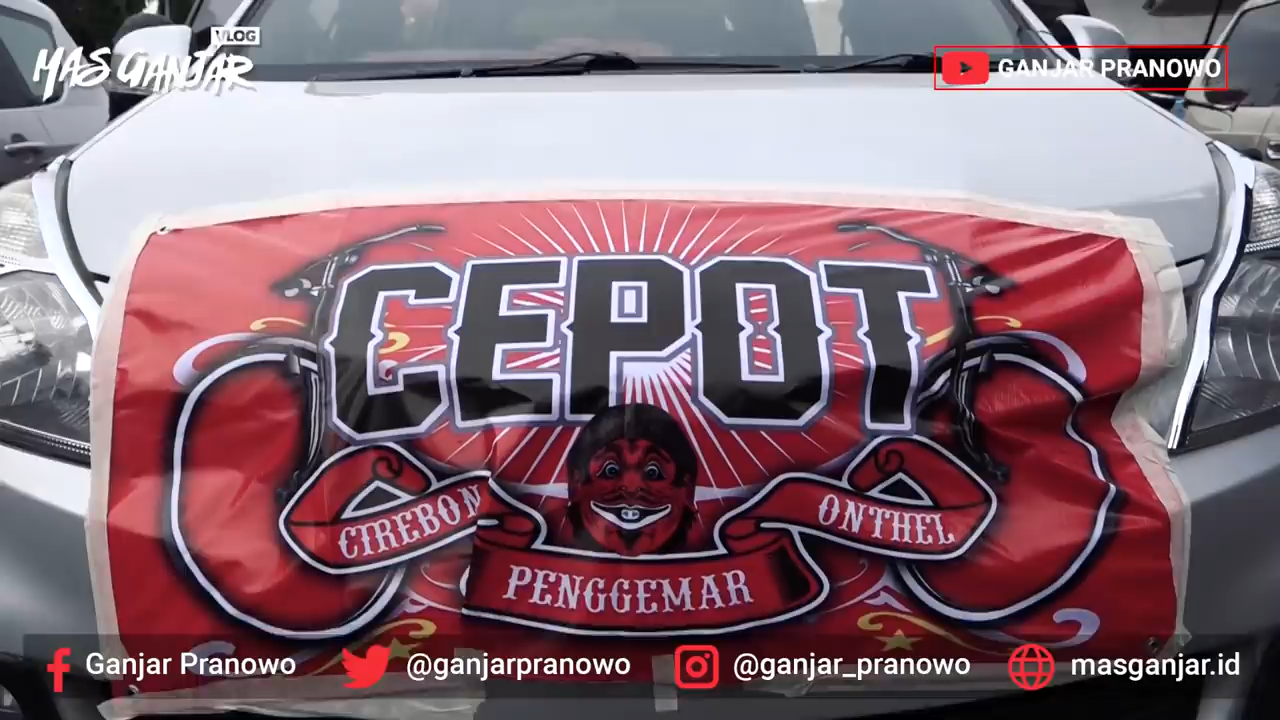 VLOG
MAS GANJAR
GANJAR PRANOWO
CEPOT
CIREBON
PENGGEMAR
ONTHEL
Ganjar Pranowo
@ganjarpranowo
@ganjar_pranowo
masganjar.id